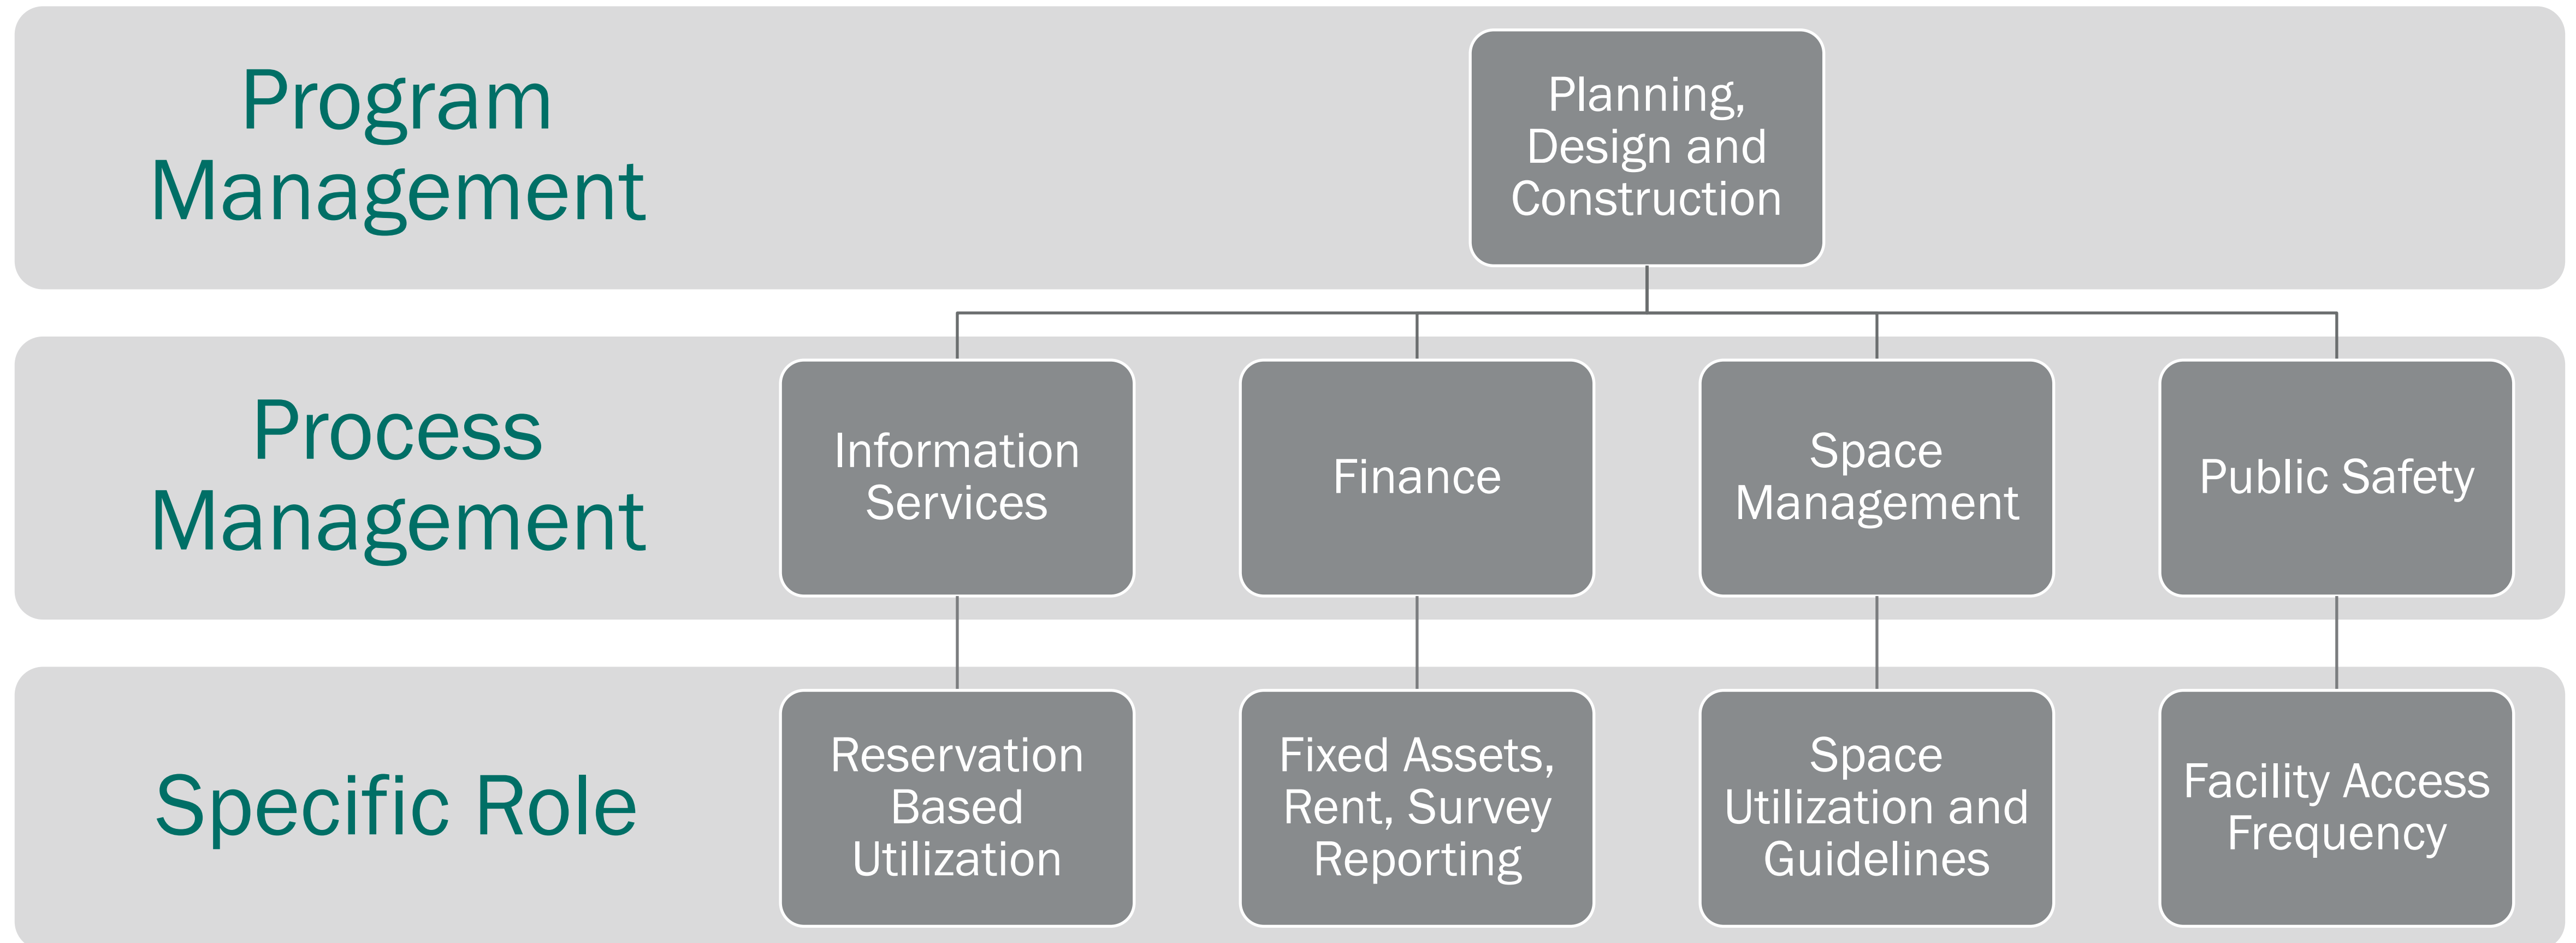 Program
Management
Planning,
Design and
Construction
Process
Management
Information
Services
Finance
Space
Management
Public Safety
Specific Role
Reservation
Based
Utilization
Fixed Assets,
Rent, Survey
Reporting
Space
Utilization and
Guidelines
Facility Access
Frequency